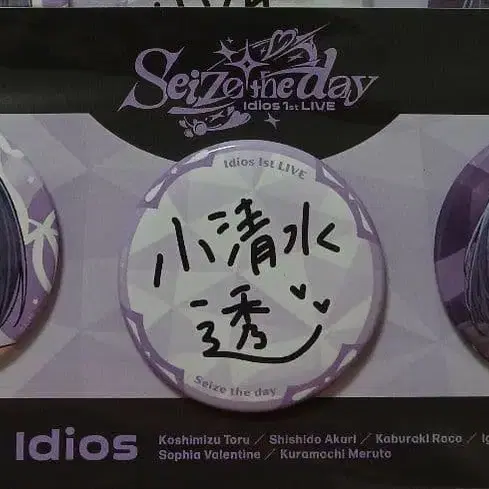 Seize the day
Idios 1st LIVE
Idios 1st LIVE
小清水
透
Seize the day
Idios
Koshimizu Toru / Shishido Akari / Kaburaki Roco / Ig
Sophia Valentine / Kuramochi Meruto